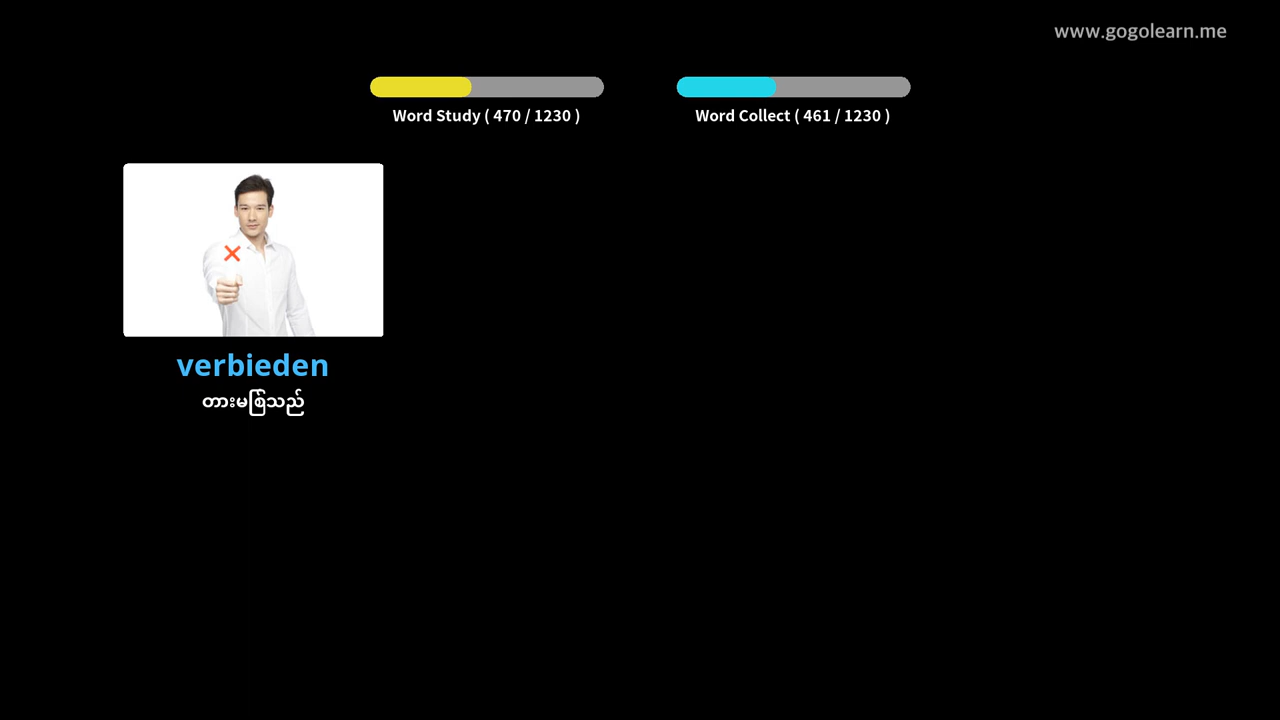 www.gogolearn.me
Word Study ( 470 / 1230 )
Word Collect ( 461 / 1230 )
verbieden
တားမစြ်သည်